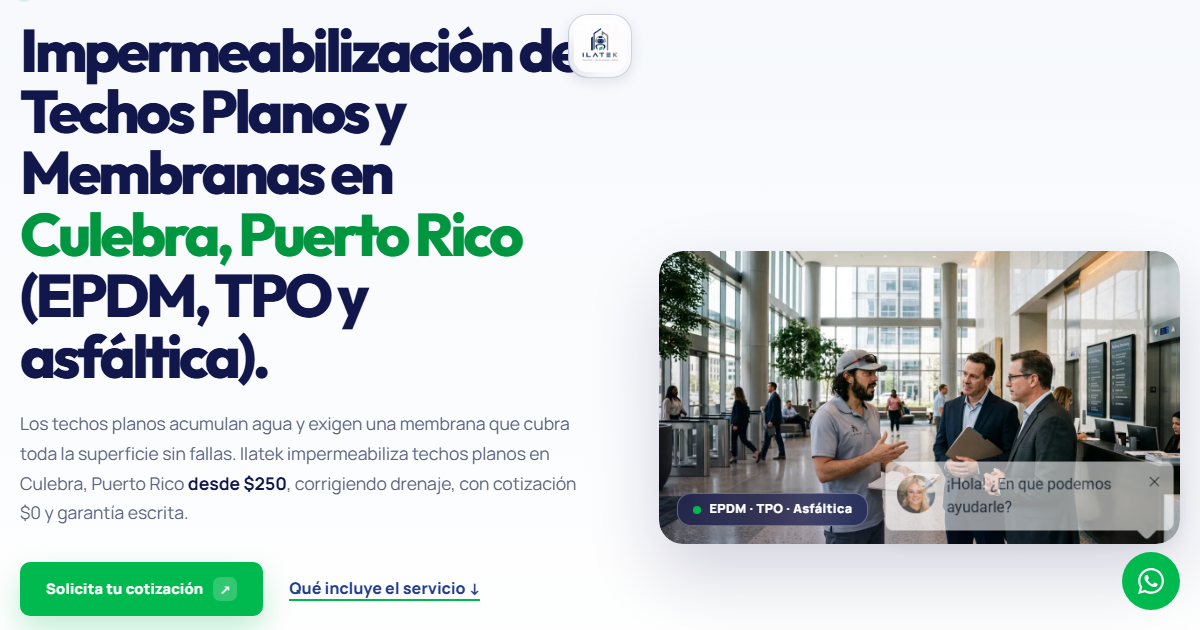 Impermeabilización de
ILATEK
Techos Planos y
Membranas en
Culebra, Puerto Rico
(EPDM, TPO y
asfáltica).
Los techos planos acumulan agua y exigen una membrana que cubra
toda la superficie sin fallas. Ilatek impermeabiliza techos planos en
Culebra, Puerto Rico desde $250, corrigiendo drenaje, con cotización
$0 y garantía escrita.
Solicita tu cotización ↗
Qué incluye el servicio ↓
EPDM · TPO · Asfáltica
¡Hola! ¿En que podemos
ayudarle?